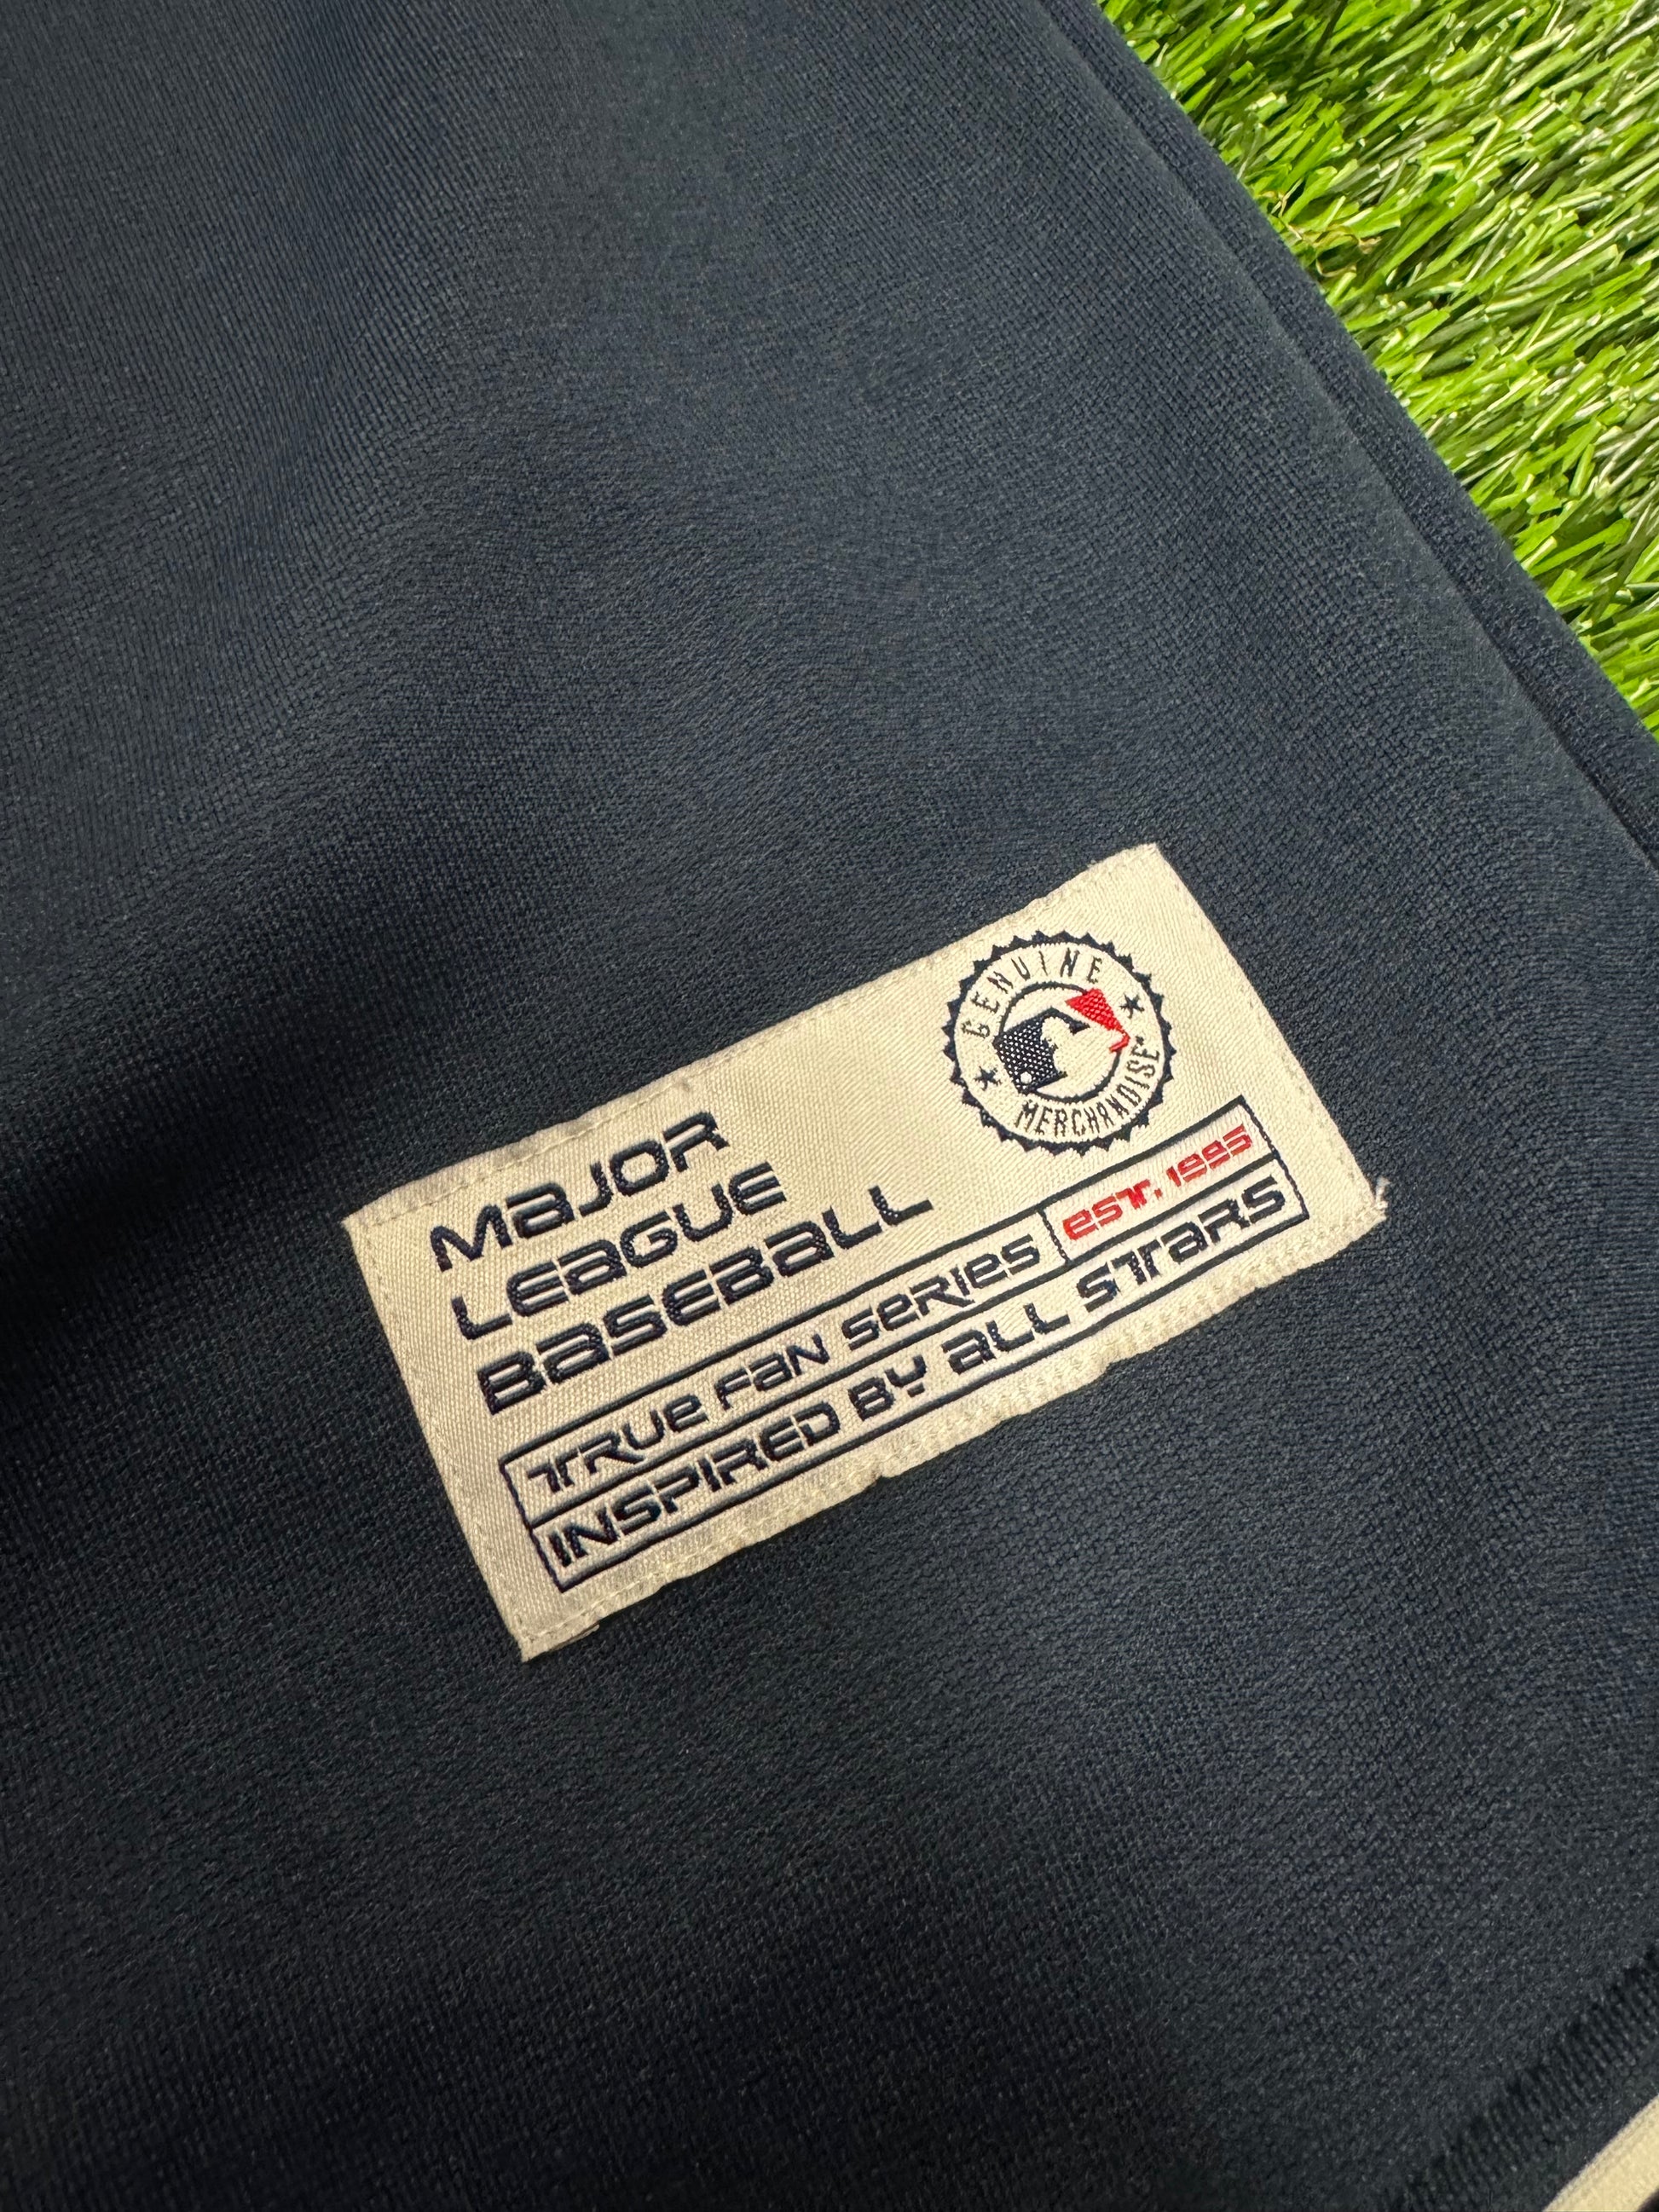 GENUINE
MERCHANDISE
MAJOR
LEAGUE
BASEBALL
TRUE FAN SERIES EST. 1995
INSPIRED BY ALL STARS